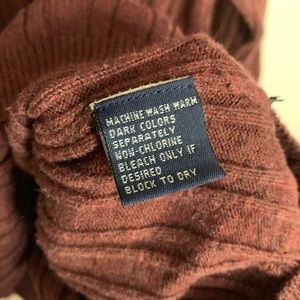 MACHINE WASH WARM
DARK COLORS
SEPARATELY
NON-CHLORINE
BLEACH ONLY IF
DESIRED
BLOCK TO DRY